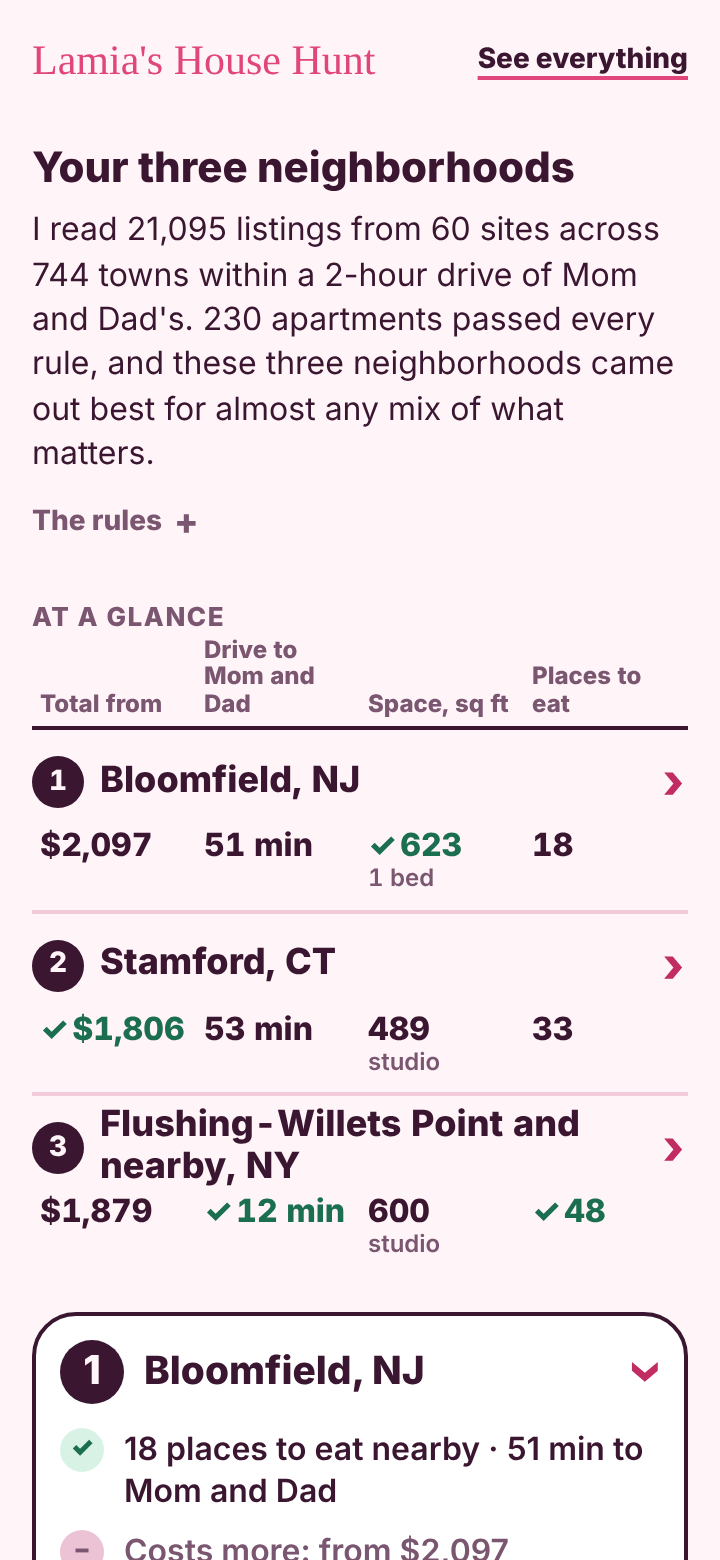 Lamia's House Hunt
See everything
Your three neighborhoods
I read 21,095 listings from 60 sites across
744 towns within a 2-hour drive of Mom
and Dad's. 230 apartments passed every
rule, and these three neighborhoods came
out best for almost any mix of what
matters.
The rules +
AT A GLANCE
Total from
Drive to
Mom and
Dad
Space, sq ft
Places to
eat
1 Bloomfield, NJ
$2,097 51 min ✓623 18
1 bed
2 Stamford, CT
✓$1,806 53 min 489 33
studio
3 Flushing-Willets Point and
nearby, NY
$1,879 ✓12 min 600 ✓48
studio
1 Bloomfield, NJ
18 places to eat nearby · 51 min to
Mom and Dad
Costs more: from $2,097